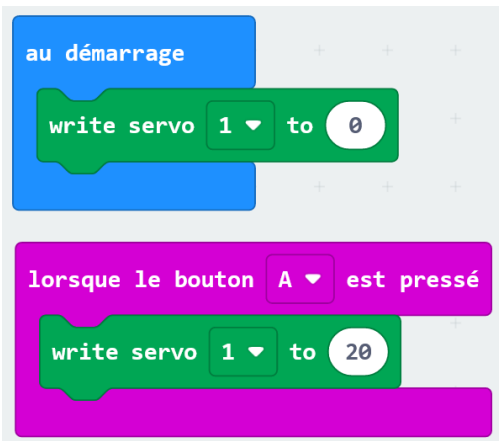 au démarrage
write servo 1 to 0
lorsque le bouton A est pressé
write servo 1 to 20